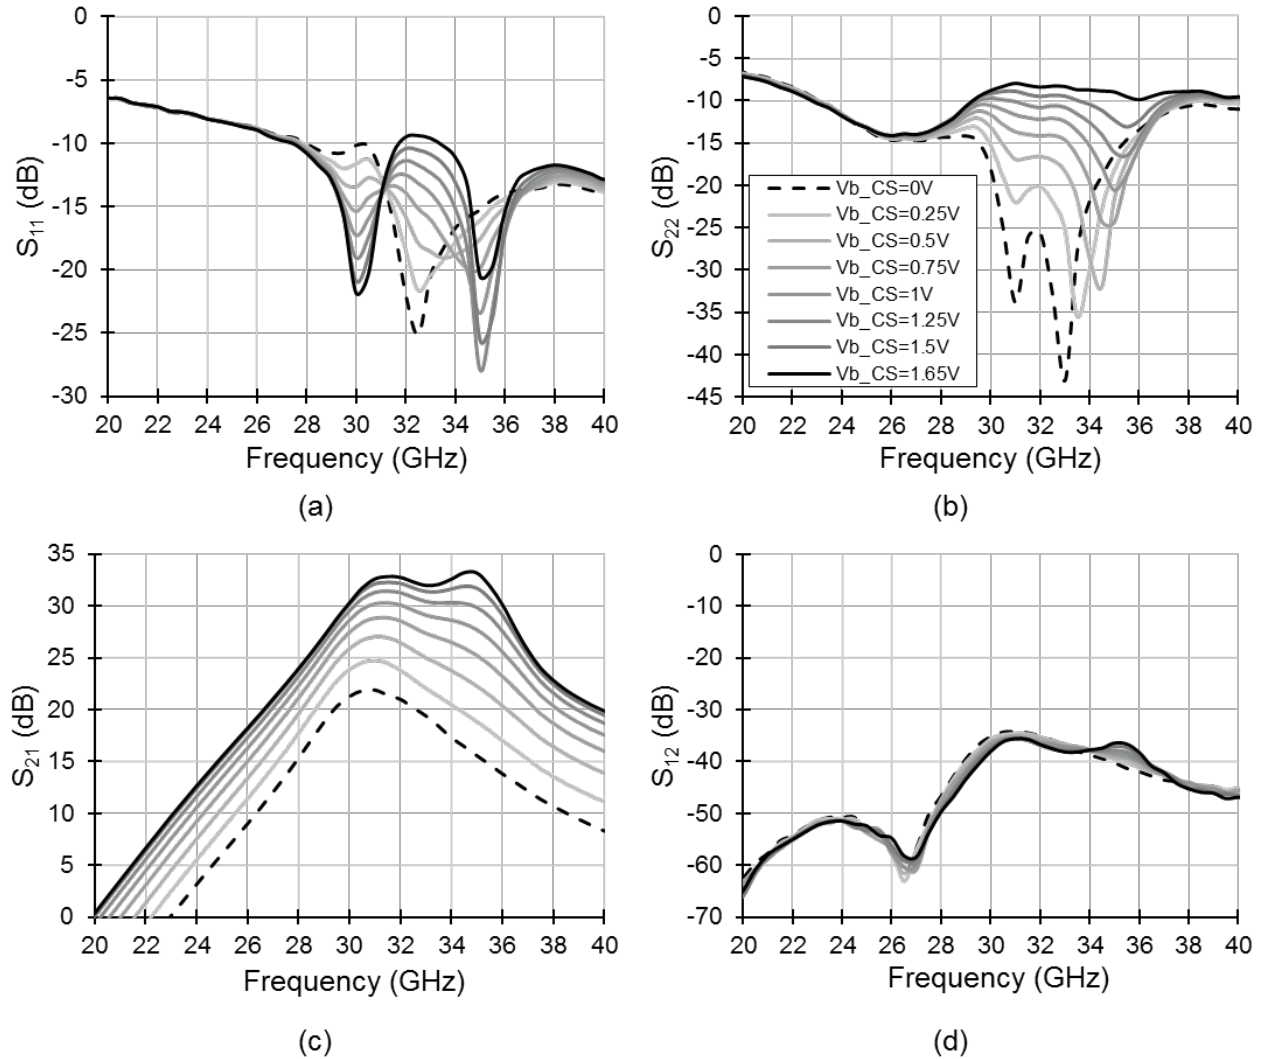 0
-5
-10
-15
-20
-25
-30
S11 (dB)
20 22 24 26 28 30 32 34 36 38 40
Frequency (GHz)
(a)
0
-5
-10
-15
-20
-25
-30
-35
-40
-45
S22 (dB)
Vb_CS=0V
Vb_CS=0.25V
Vb_CS=0.5V
Vb_CS=0.75V
Vb_CS=1V
Vb_CS=1.25V
Vb_CS=1.5V
Vb_CS=1.65V
20 22 24 26 28 30 32 34 36 38 40
Frequency (GHz)
(b)
35
30
25
20
15
10
5
0
S21 (dB)
20 22 24 26 28 30 32 34 36 38 40
Frequency (GHz)
(c)
0
-10
-20
-30
-40
-50
-60
-70
S12 (dB)
20 22 24 26 28 30 32 34 36 38 40
Frequency (GHz)
(d)